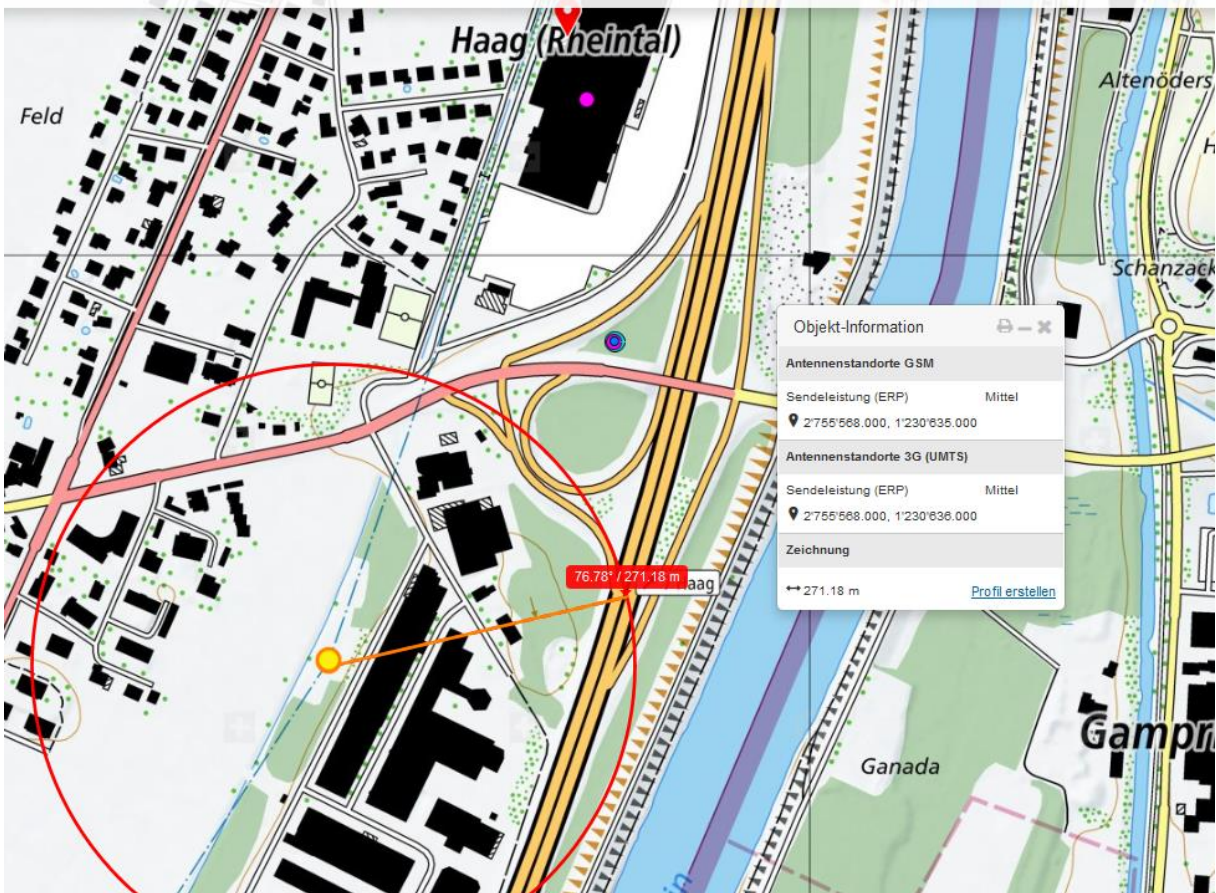 Haag (Rheintal)
Feld
Altenöders
H
Schanzack
Objekt-Information
Antennenstandorte GSM
Sendeleistung (ERP) Mittel
2'755'568.000, 1'230'635.000
Antennenstandorte 3G (UMTS)
Sendeleistung (ERP) Mittel
2'755'568.000, 1'230'636.000
Zeichnung
271.18 m Profil erstellen
76.78° / 271.18 m
Haag
Gampr
Ganada
in